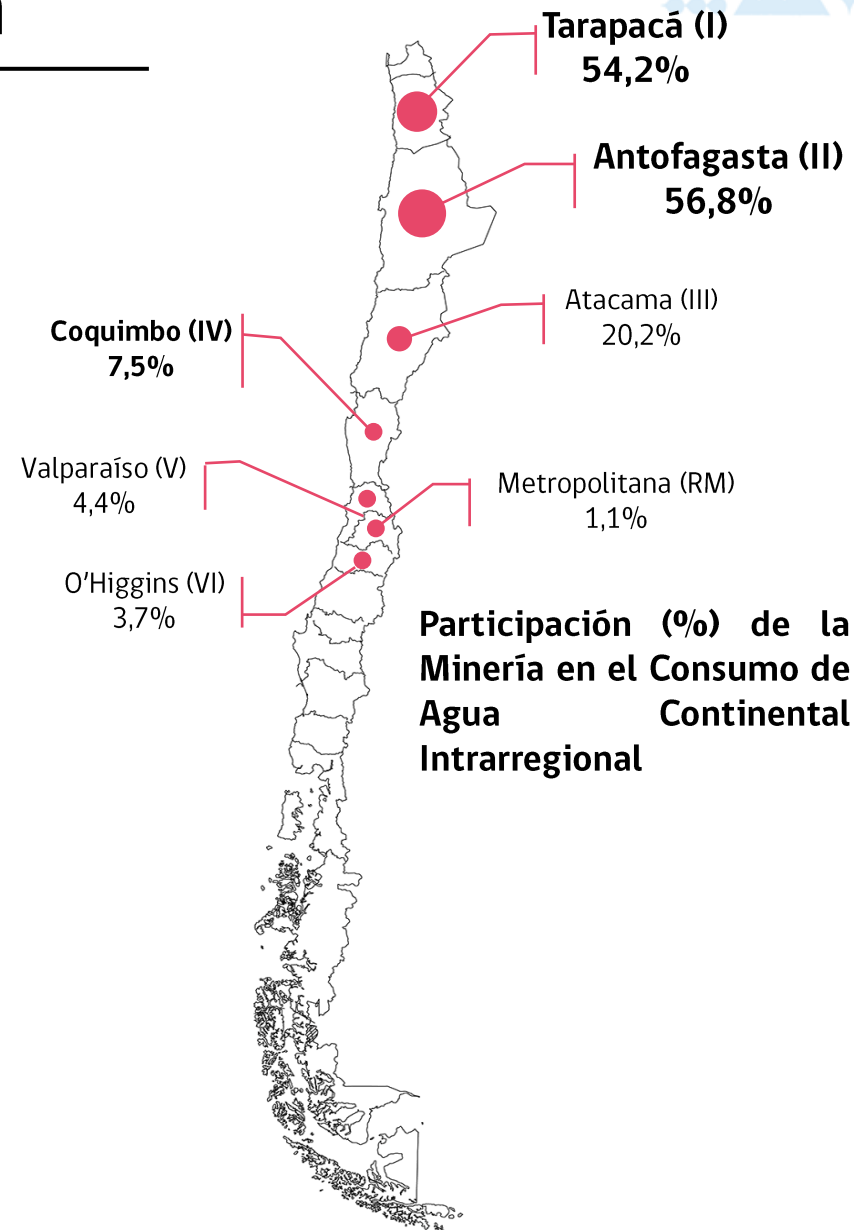 Tarapacá (I)
54,2%
Antofagasta (II)
56,8%
Atacama (III)
20,2%
Coquimbo (IV)
7,5%
Valparaíso (V)
4,4%
Metropolitana (RM)
1,1%
O'Higgins (VI)
3,7%
Participación (%) de la
Minería en el Consumo de
Agua Continental
Intrarregional